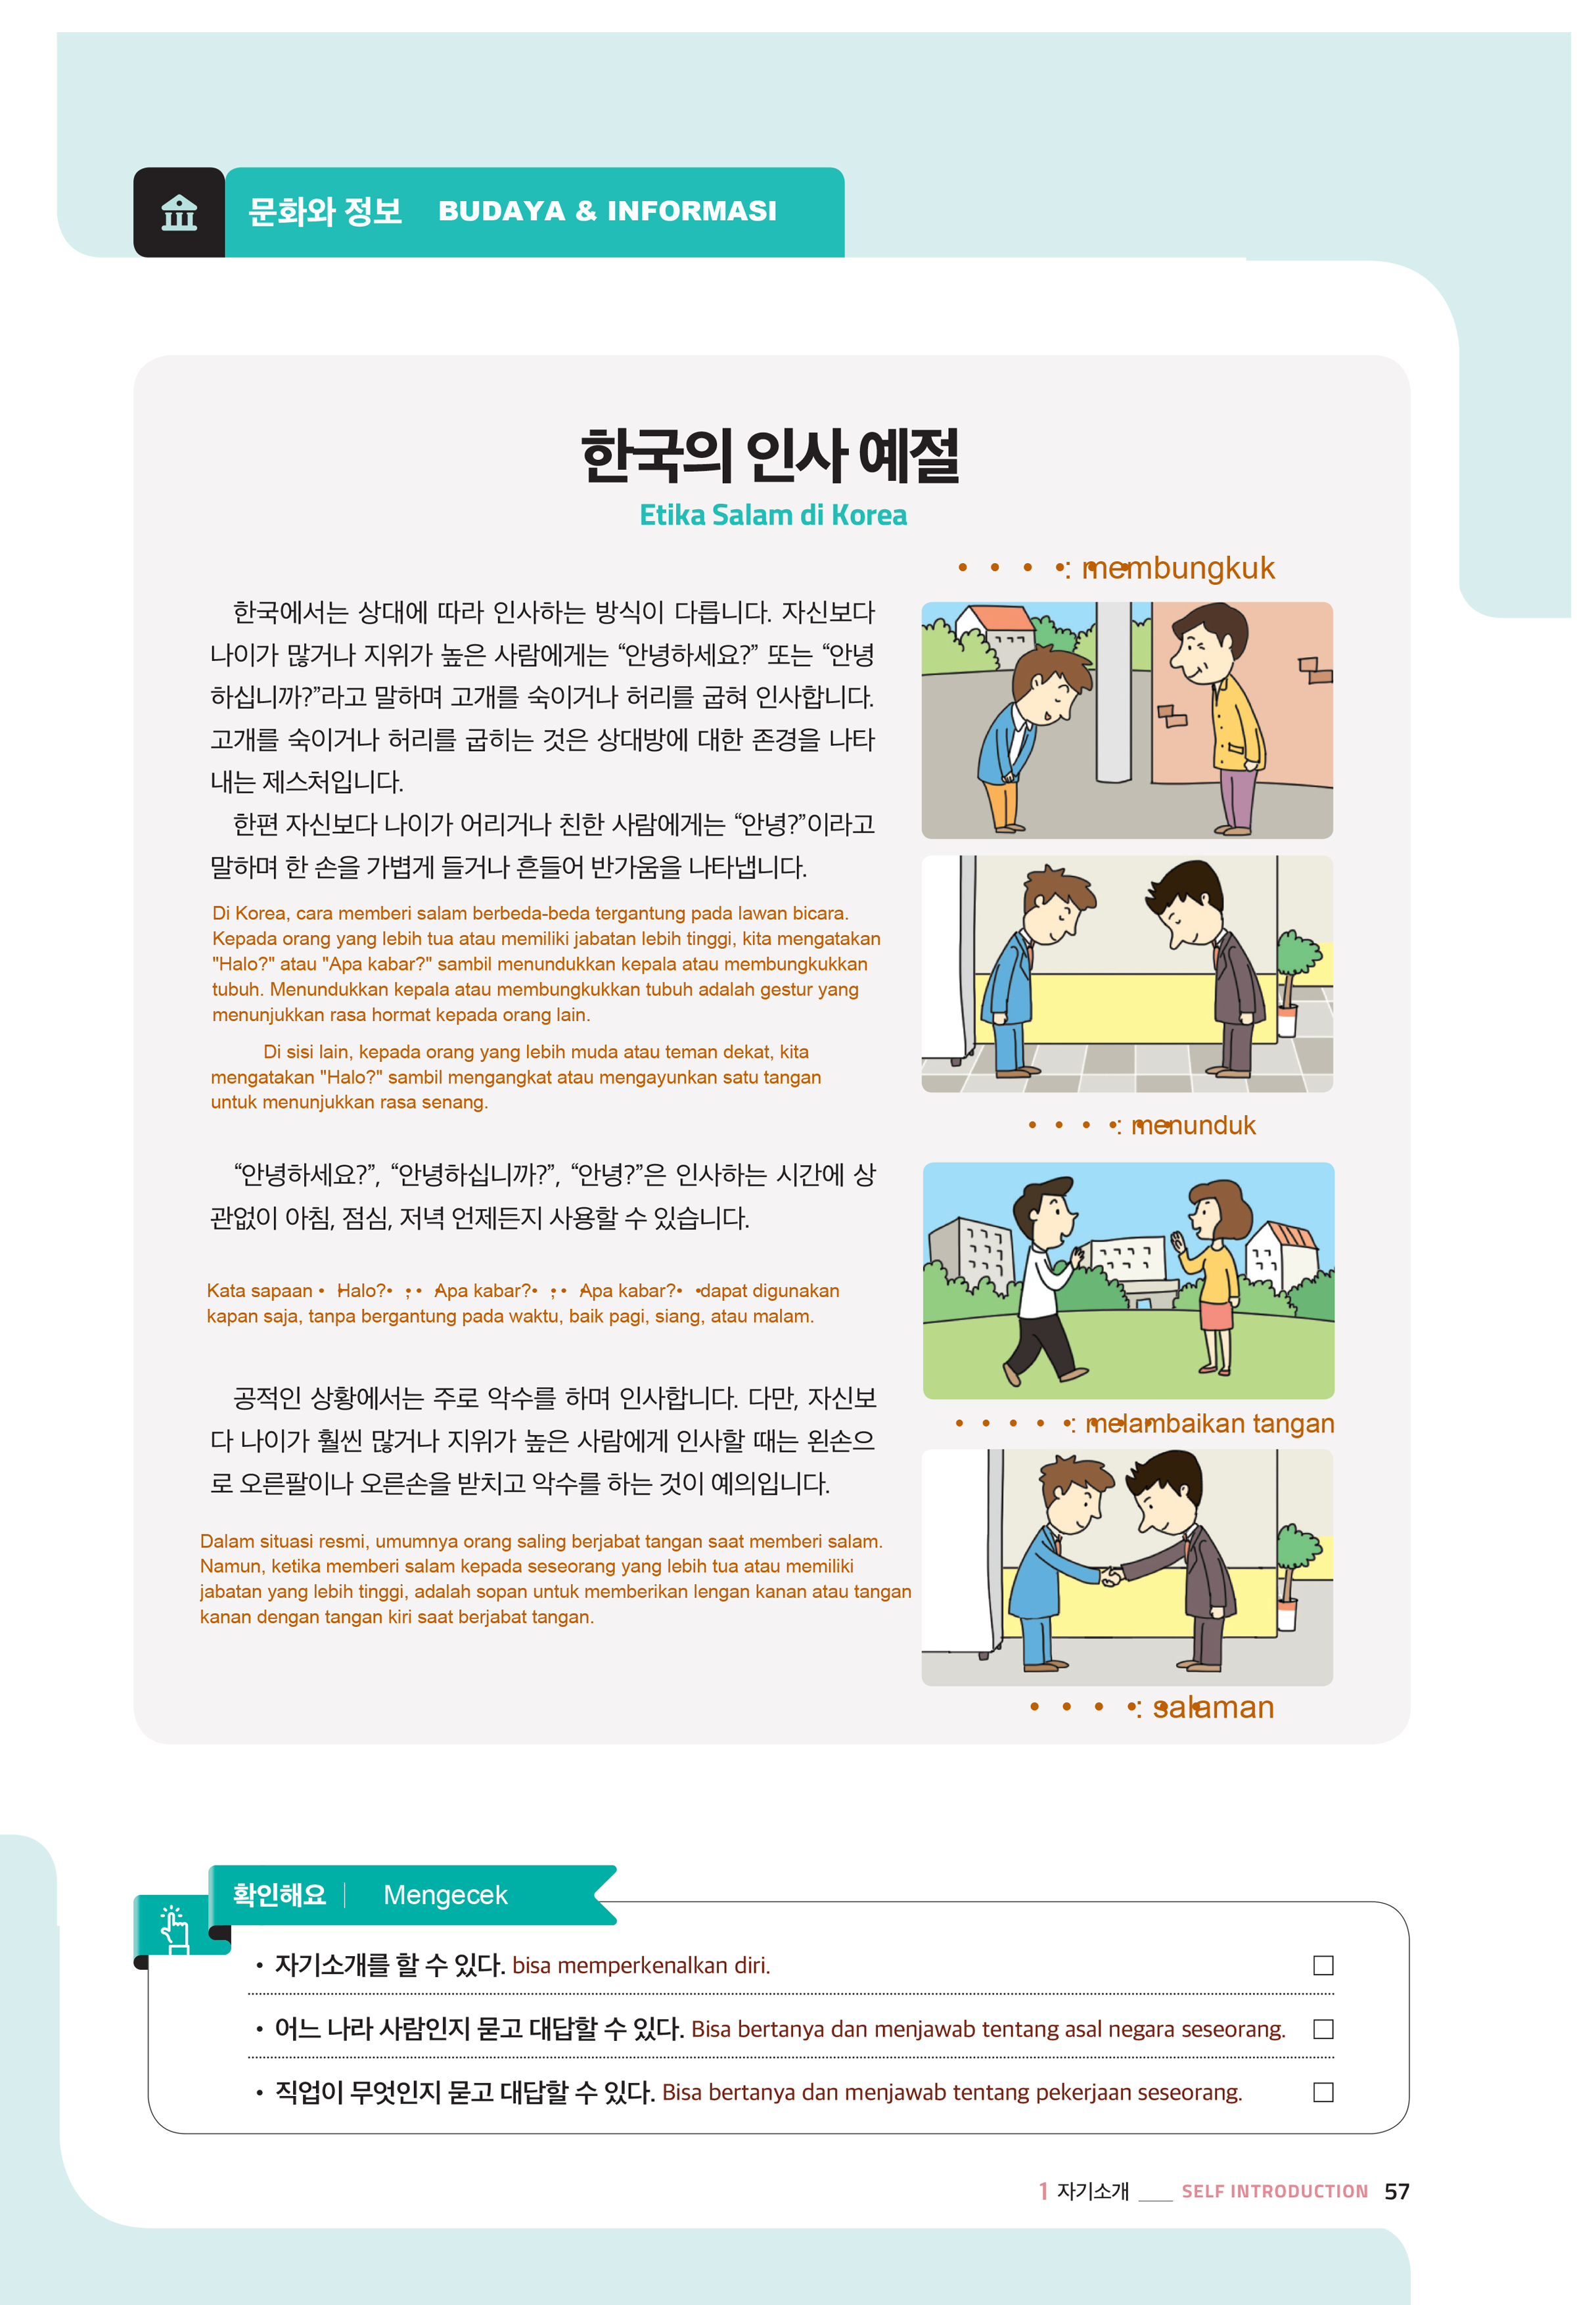 문화와 정보 BUDAYA & INFORMASI
한국의 인사 예절
Etika Salam di Korea
한국에서는 상대에 따라 인사하는 방식이 다릅니다. 자신보다
나이가 많거나 지위가 높은 사람에게는 “안녕하세요?” 또는 “안녕
하십니까?”라고 말하며 고개를 숙이거나 허리를 굽혀 인사합니다.
고개를 숙이거나 허리를 굽히는 것은 상대방에 대한 존경을 나타
내는 제스처입니다.
한편 자신보다 나이가 어리거나 친한 사람에게는 “안녕?”이라고
말하며 한 손을 가볍게 들거나 흔들어 반가움을 나타냅니다.
Di Korea, cara memberi salam berbeda-beda tergantung pada lawan bicara.
Kepada orang yang lebih tua atau memiliki jabatan lebih tinggi, kita mengatakan
"Halo?" atau "Apa kabar?" sambil menundukkan kepala atau membungkukkan
tubuh. Menundukkan kepala atau membungkukkan tubuh adalah gestur yang
menunjukkan rasa hormat kepada orang lain.
Di sisi lain, kepada orang yang lebih muda atau teman dekat, kita
mengatakan "Halo?" sambil mengangkat atau mengayunkan satu tangan
untuk menunjukkan rasa senang.
“안녕하세요?”, “안녕하십니까?”, “안녕?”은 인사하는 시간에 상
관없이 아침, 점심, 저녁 언제든지 사용할 수 있습니다.
Kata sapaan • Halo?• ,• • Apa kabar?• ,• • Apa kabar?• •dapat digunakan
kapan saja, tanpa bergantung pada waktu, baik pagi, siang, atau malam.
공적인 상황에서는 주로 악수를 하며 인사합니다. 다만, 자신보
다 나이가 훨씬 많거나 지위가 높은 사람에게 인사할 때는 왼손으
로 오른팔이나 오른손을 받치고 악수를 하는 것이 예의입니다.
Dalam situasi resmi, umumnya orang saling berjabat tangan saat memberi salam.
Namun, ketika memberi salam kepada seseorang yang lebih tua atau memiliki
jabatan yang lebih tinggi, adalah sopan untuk memberikan lengan kanan atau tangan
kanan dengan tangan kiri saat berjabat tangan.
• • • • • • : membungkuk
• • • • • • : menunduk
• • • • • • • : melambaikan tangan
• • • • • • : salaman
확인해요 | Mengecek
• 자기소개를 할 수 있다. bisa memperkenalkan diri. □
• 어느 나라 사람인지 묻고 대답할 수 있다. Bisa bertanya dan menjawab tentang asal negara seseorang. □
• 직업이 무엇인지 묻고 대답할 수 있다. Bisa bertanya dan menjawab tentang pekerjaan seseorang. □
1 자기소개 ___ SELF INTRODUCTION 57